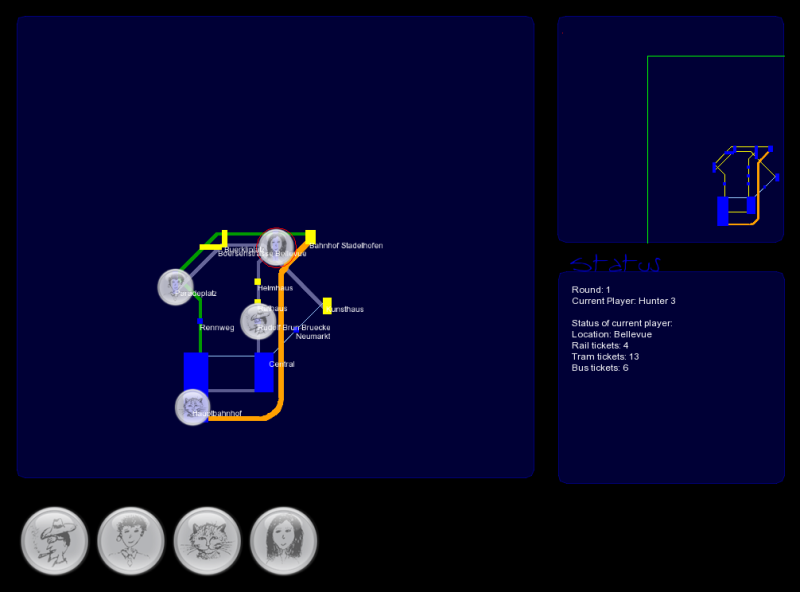 Buerkliplatz
Boersenstrasse Bellevue
Bahnhof Stadelhofen
Paradeplatz
Helmhaus
Rathaus
Kunsthaus
Rennweg
Rudolf Brun Bruecke
Neumarkt
Central
Hauptbahnhof
Status
Round: 1
Current Player: Hunter 3
Status of current player:
Location: Bellevue
Rail tickets: 4
Tram tickets: 13
Bus tickets: 6